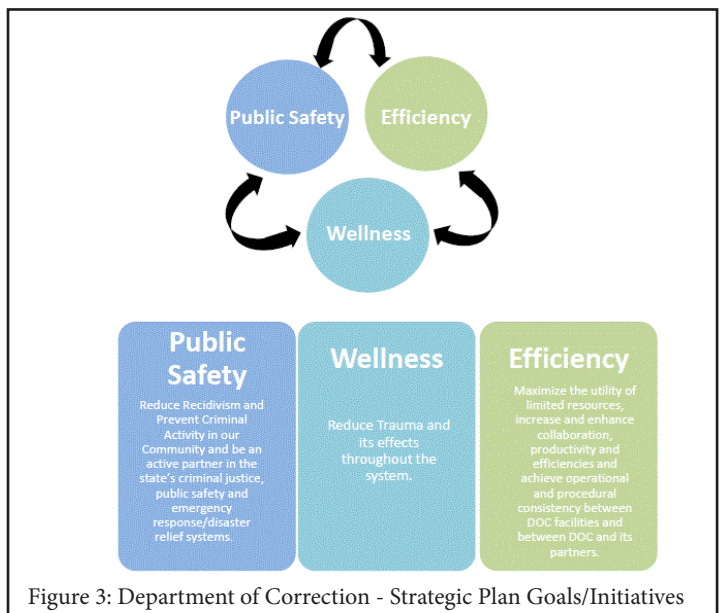 Public Safety
Efficiency
Wellness
Public
Safety
Reduce Recidivism and
Prevent Criminal
Activity in our
Community and be an
active partner in the
state's criminal justice,
public safety and
emergency
response/disaster
relief systems.
Wellness
Reduce Trauma and
its effects
throughout the
system.
Efficiency
Maximize the utility of
limited resources,
increase and enhance
collaboration,
productivity and
efficiencies and
achieve operational
and procedural
consistency between
DOC facilities and
between DOC and its
partners.
Figure 3: Department of Correction - Strategic Plan Goals/Initiatives